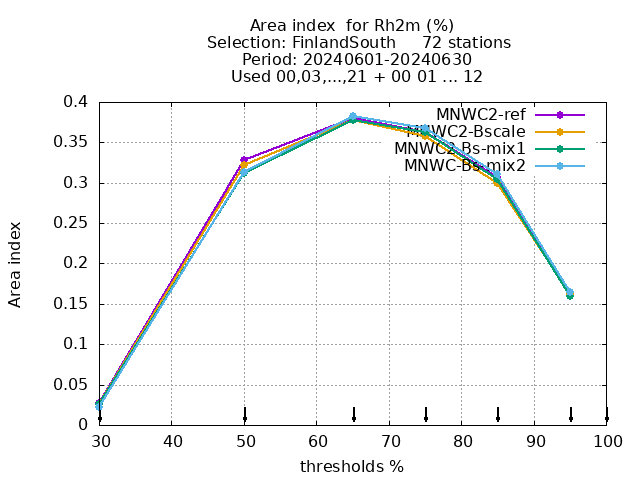 Area index  for Rh2m (%)
Selection: FinlandSouth     72 stations
Period: 20240601-20240630
Used 00,03,...,21 + 00 01 ... 12
MNWC2-ref
MNWC2-Bscale
MNWC2-Bs-mix1
MNWC-Bs-mix2
0.4
0.35
0.3
0.25
0.2
0.15
0.1
0.05
0
Area index
30 40 50 60 70 80 90 100
thresholds %